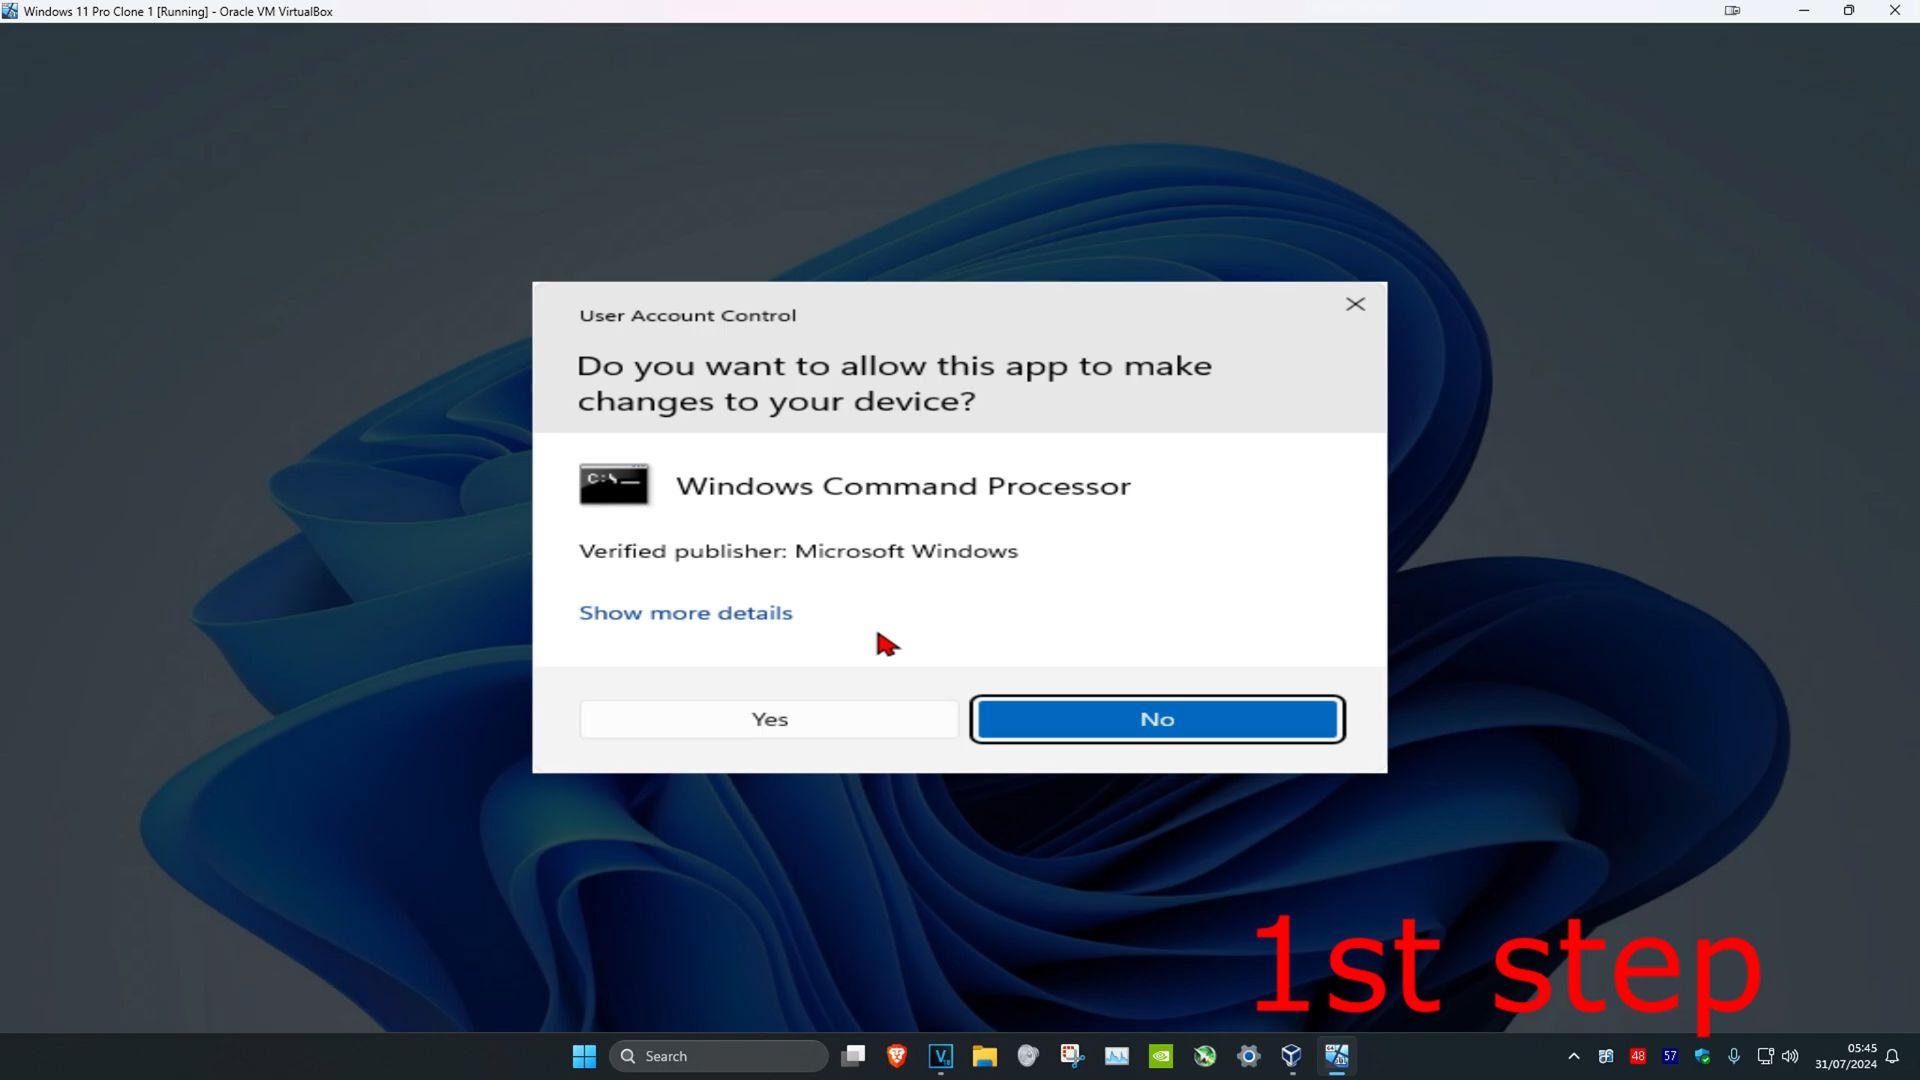 Windows 11 Pro Clone 1 [Running] - Oracle VM VirtualBox
User Account Control
Do you want to allow this app to make
changes to your device?
C:\
Windows Command Processor
Verified publisher: Microsoft Windows
Show more details
Yes
No
1st step
Search
48
57
05:45
31/07/2024